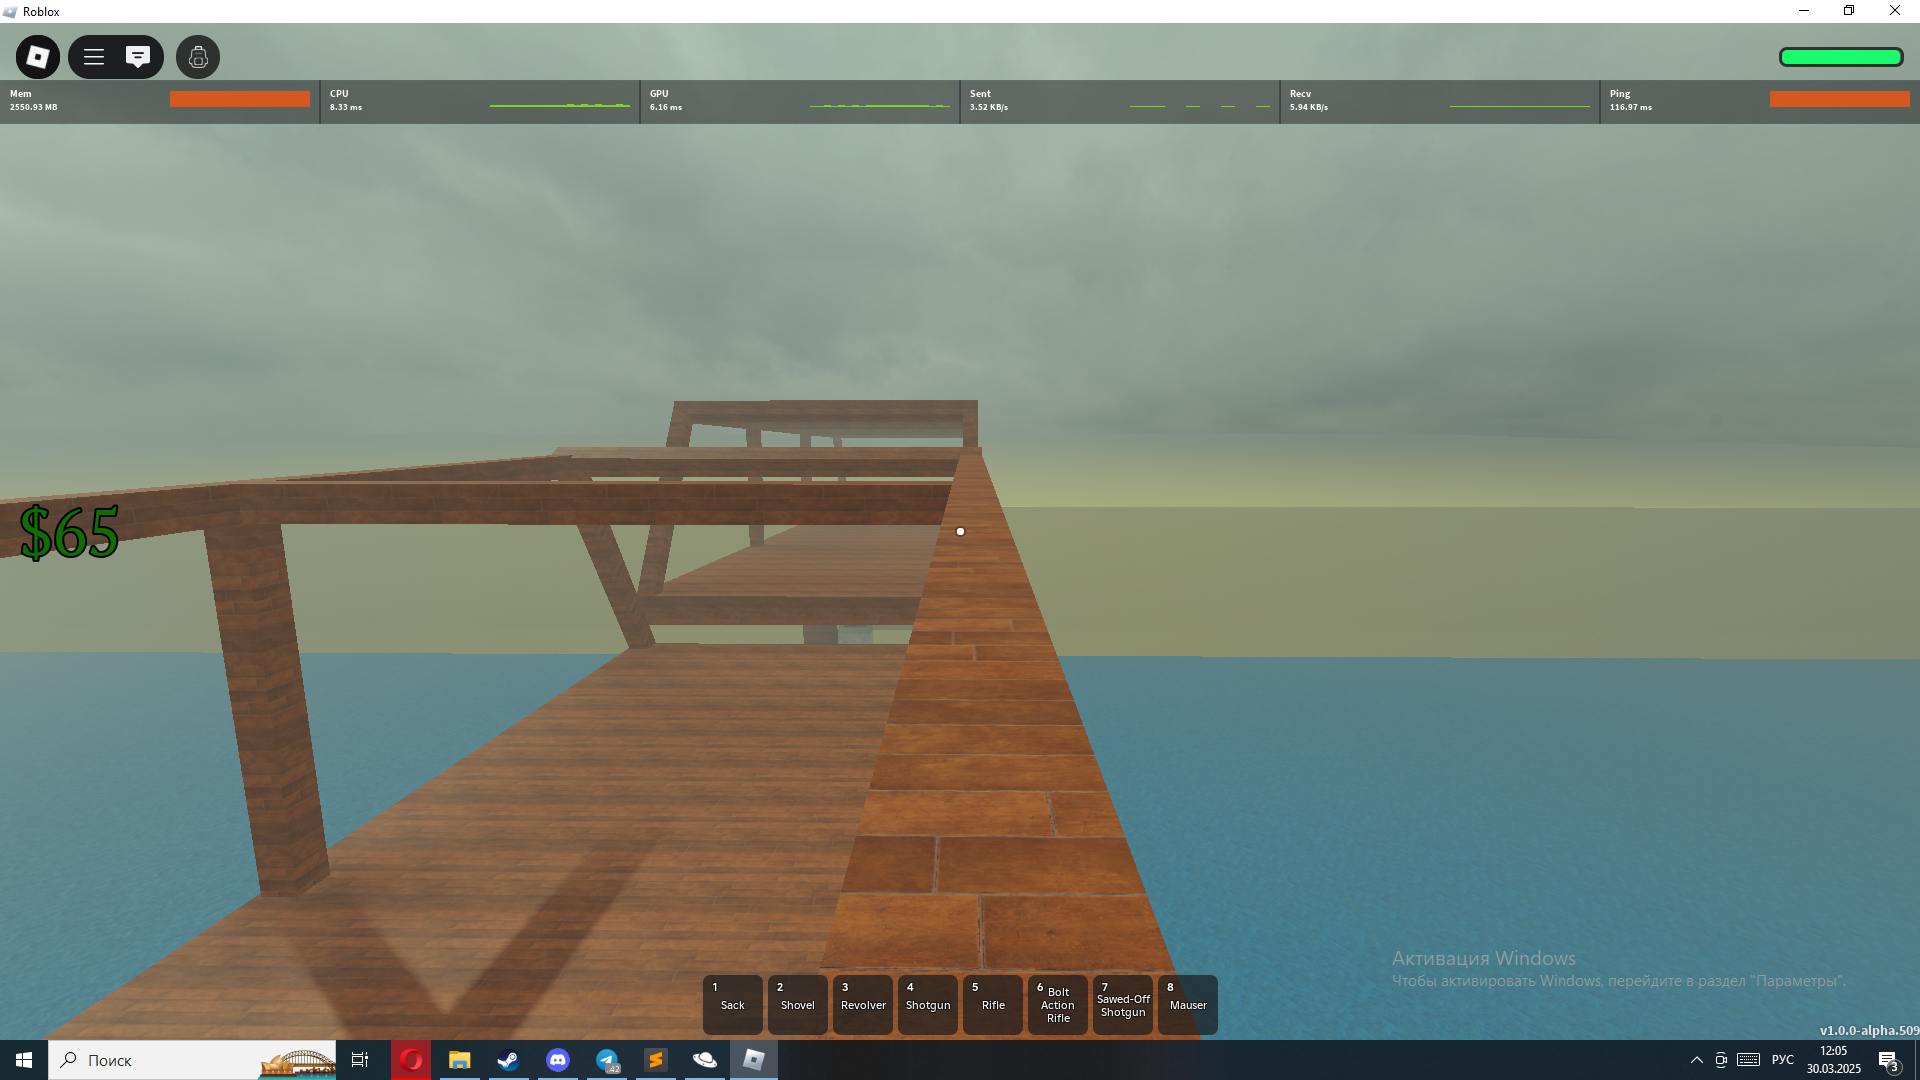 Roblox
Mem
2550.93 MB
CPU
8.33 ms
GPU
6.16 ms
Sent
3.52 KB/s
Recv
5.94 KB/s
Ping
116.97 ms
$65
Активация Windows
Чтобы активировать Windows, перейдите в раздел "Параметры".
1
Sack
2
Shovel
3
Revolver
4
Shotgun
5
Rifle
6
Bolt
Action
Rifle
7
Sawed-Off
Shotgun
8
Mauser
v1.0.0-alpha.509
Поиск
42
РУС
12:05
30.03.2025
3